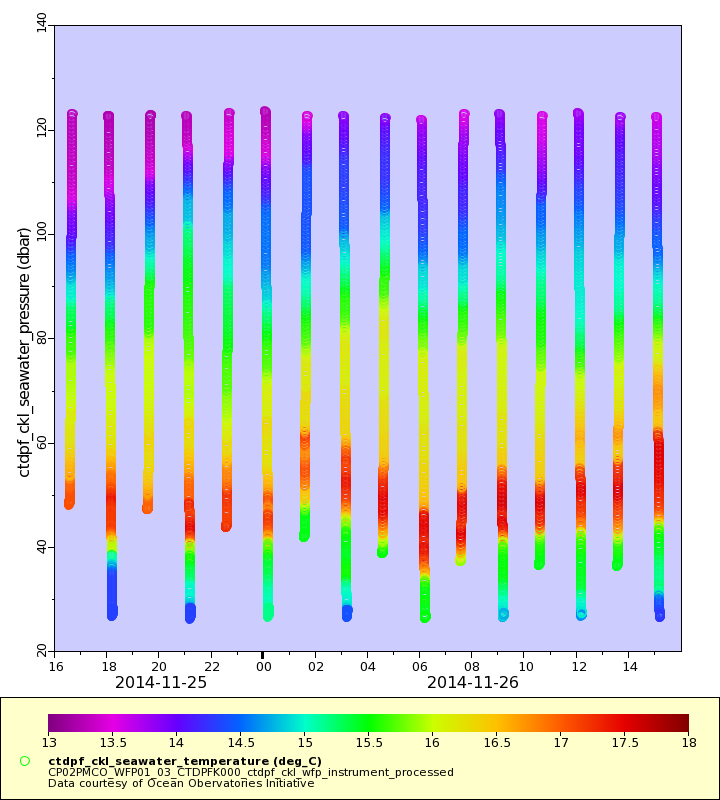 140
120
100
80
60
40
20
ctdpf_ckl_seawater_pressure (dbar)
16 18 20 22 00 02 04 06 08 10 12 14
2014-11-25 2014-11-26
13 13.5 14 14.5 15 15.5 16 16.5 17 17.5 18
ctdpf_ckl_seawater_temperature (deg_C)
CP02PMCO_WFP01_03_CTDPFK000_ctdpf_ckl_wfp_instrument_processed
Data courtesy of Ocean Obervatories Initiative